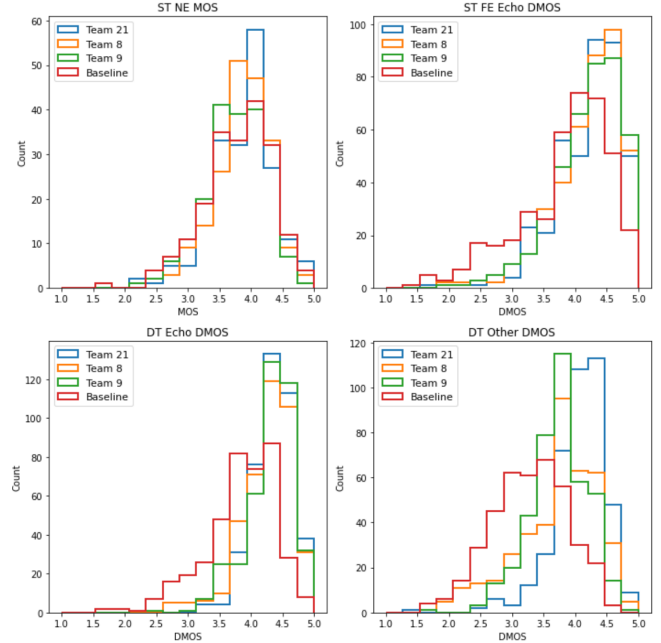 ST NE MOS
Team 21
Team 8
Team 9
Baseline
60
50
40
30
20
10
0
Count
1.0 1.5 2.0 2.5 3.0 3.5 4.0 4.5 5.0
MOS
ST FE Echo DMOS
Team 21
Team 8
Team 9
Baseline
100
80
60
40
20
0
Count
1.0 1.5 2.0 2.5 3.0 3.5 4.0 4.5 5.0
DMOS
DT Echo DMOS
Team 21
Team 8
Team 9
Baseline
120
100
80
60
40
20
0
Count
1.0 1.5 2.0 2.5 3.0 3.5 4.0 4.5 5.0
DMOS
DT Other DMOS
Team 21
Team 8
Team 9
Baseline
120
100
80
60
40
20
0
Count
1.0 1.5 2.0 2.5 3.0 3.5 4.0 4.5 5.0
DMOS